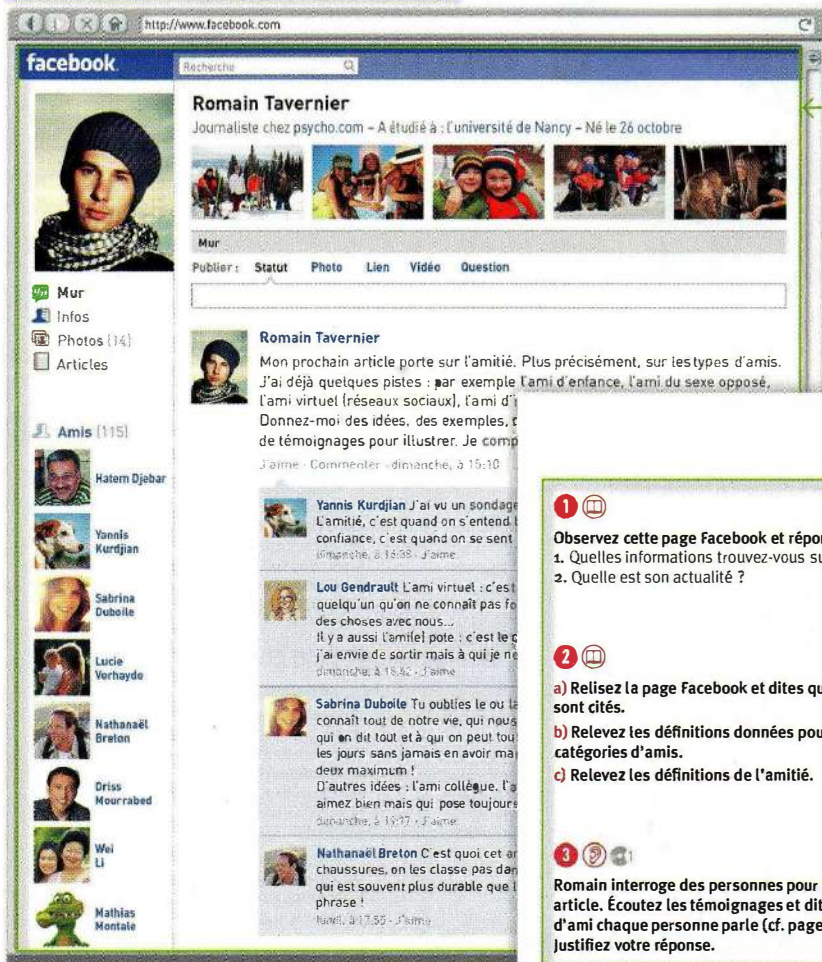 http://www.facebook.com
facebook.
Recherche
Romain Tavernier
Journaliste chez psycho.com – A étudié à : l'université de Nancy – Né le 26 octobre
Mur
Publier : Statut Photo Lien Vidéo Question
Mur
Infos
Photos (14)
Articles
Amis (115)
Hatem Djebar
Yannis
Kurdjian
Sabrina
Duboile
Lucie
Verhayde
Nathanaël
Breton
Driss
Mourrabed
Wei
Li
Mathias
Montale
Romain Tavernier
Mon prochain article porte sur l'amitié. Plus précisément, sur les types d'amis.
J'ai déjà quelques pistes : par exemple l'ami d'enfance, l'ami du sexe opposé,
l'ami virtuel (réseaux sociaux), l'ami d'
Donnez-moi des idées, des exemples,
de témoignages pour illustrer. Je comp
J'aime · Commenter · dimanche, à 15:10
Yannis Kurdjian J'ai vu un sondage
L'amitié, c'est quand on s'entend
confiance, c'est quand on se sent
dimanche, à 16:38 · J'aime
Lou Gendrault L'ami virtuel : c'est
quelqu'un qu'on ne connaît pas fo
des choses avec nous...
Il y a aussi l'ami(e) pote : c'est le
j'ai envie de sortir mais à qui je ne
dimanche, à 18:42 · J'aime
Sabrina Duboile Tu oublies le ou la
connaît tout de notre vie, qui nous
qui on dit tout et à qui on peut tou
les jours sans jamais en avoir mar
deux maximum !
D'autres idées : l'ami collègue, l'a
aimez bien mais qui pose toujours
dimanche, à 19:17 · J'aime
Nathanaël Breton C'est quoi cet ar
chaussures, on les classe pas dan
qui est souvent plus durable que l
phrase !
lundi, à 17:55 · J'aime
1
Observez cette page Facebook et répon
1. Quelles informations trouvez-vous su
2. Quelle est son actualité ?
2
a) Relisez la page Facebook et dites qu
sont cités.
b) Relevez les définitions données pou
catégories d'amis.
c) Relevez les définitions de l'amitié.
3 1
Romain interroge des personnes pour
article. Écoutez les témoignages et dit
d'ami chaque personne parle (cf. page
Justifiez votre réponse.